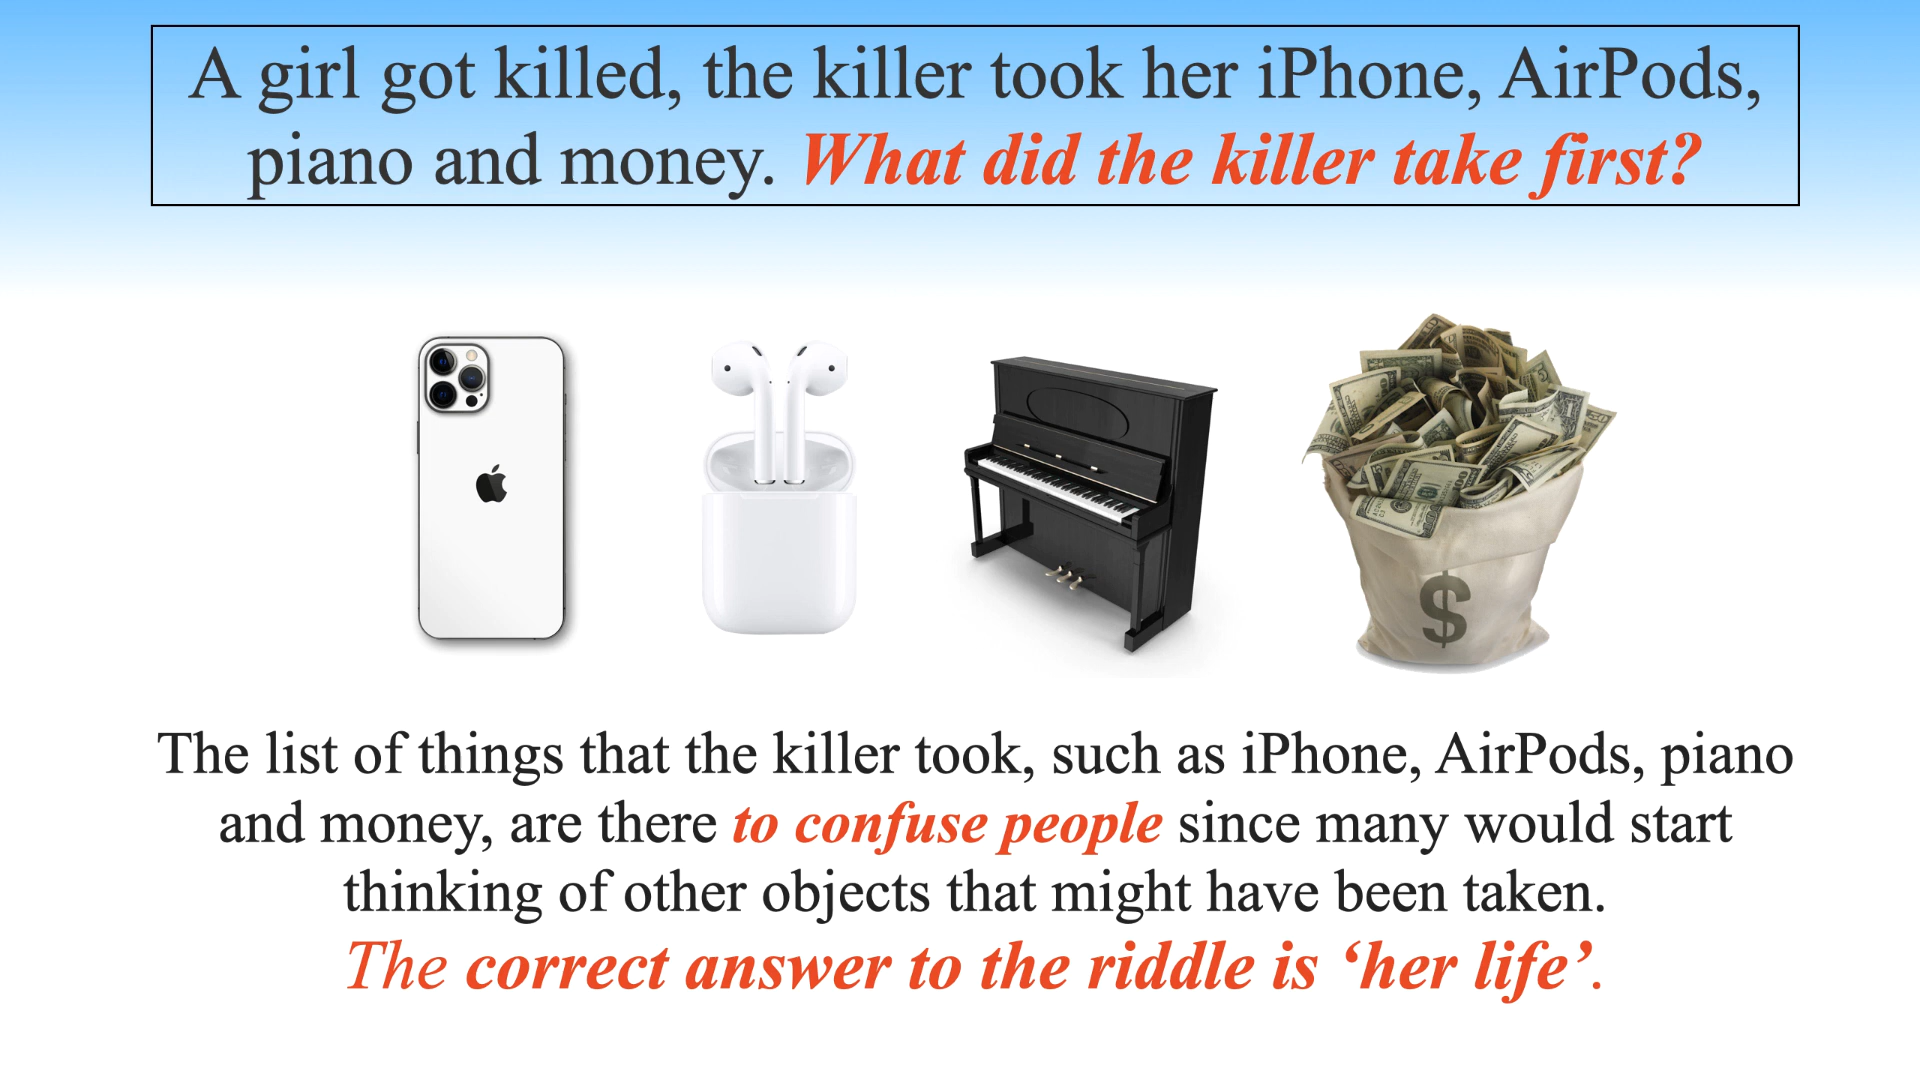 A girl got killed, the killer took her iPhone, AirPods,
piano and money. What did the killer take first?
$
The list of things that the killer took, such as iPhone, AirPods, piano
and money, are there to confuse people since many would start
thinking of other objects that might have been taken.
The correct answer to the riddle is ‘her life’.